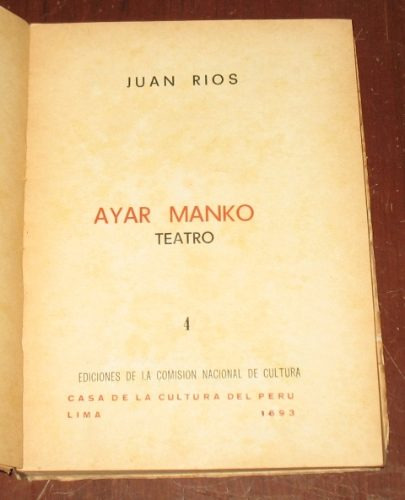 JUAN RIOS
AYAR MANKO
TEATRO
4
EDICIONES DE LA COMISION NACIONAL DE CULTURA
CASA DE LA CULTURA DEL PERU
LIMA 1693